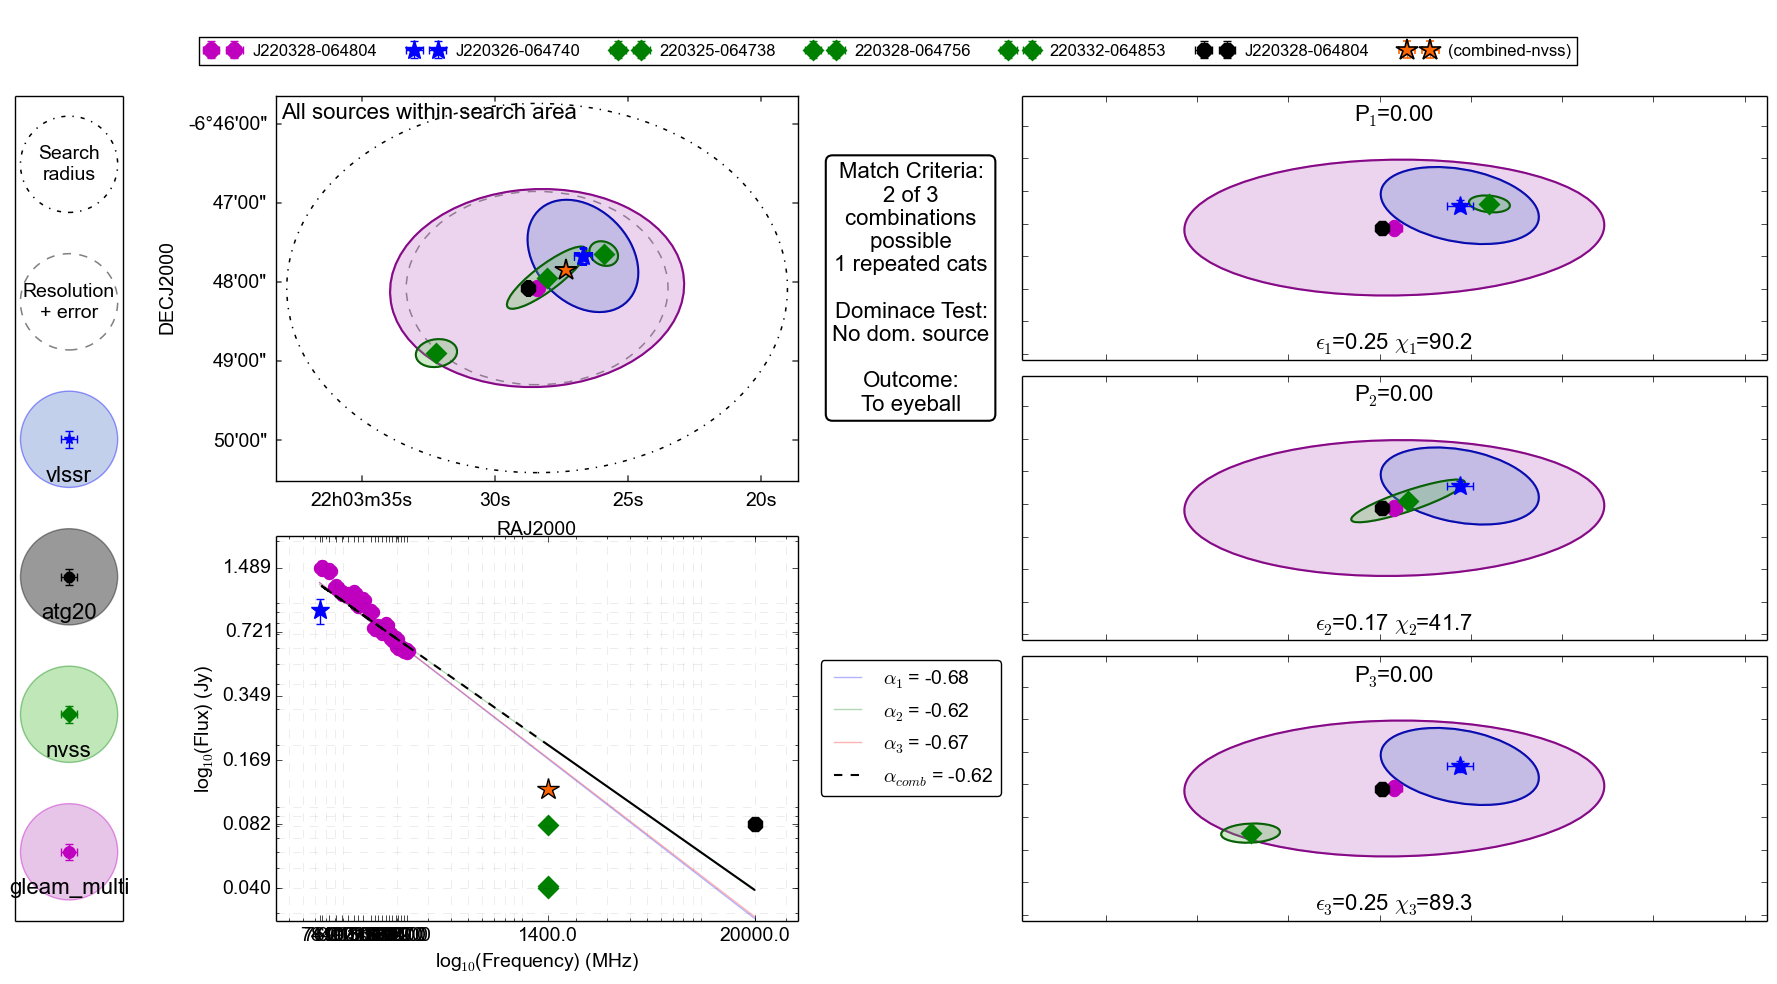 J220328-064804 J220326-064740 220325-064738 220328-064756 220332-064853 J220328-064804 (combined-nvss)
Search
radius
Resolution
+ error
vlssr
atg20
nvss
gleam_multi
All sources within search area
DECJ2000
-6°46'00"
47'00"
48'00"
49'00"
50'00"
22h03m35s 30s 25s 20s
RAJ2000
log10(Flux) (Jy)
1.489
0.721
0.349
0.169
0.082
0.040
1400.0 20000.0
log10(Frequency) (MHz)
Match Criteria:
2 of 3
combinations
possible
1 repeated cats
Dominace Test:
No dom. source
Outcome:
To eyeball
α1 = -0.68
α2 = -0.62
α3 = -0.67
αcomb = -0.62
P1=0.00
ϵ1=0.25 χ1=90.2
P2=0.00
ϵ2=0.17 χ2=41.7
P3=0.00
ϵ3=0.25 χ3=89.3